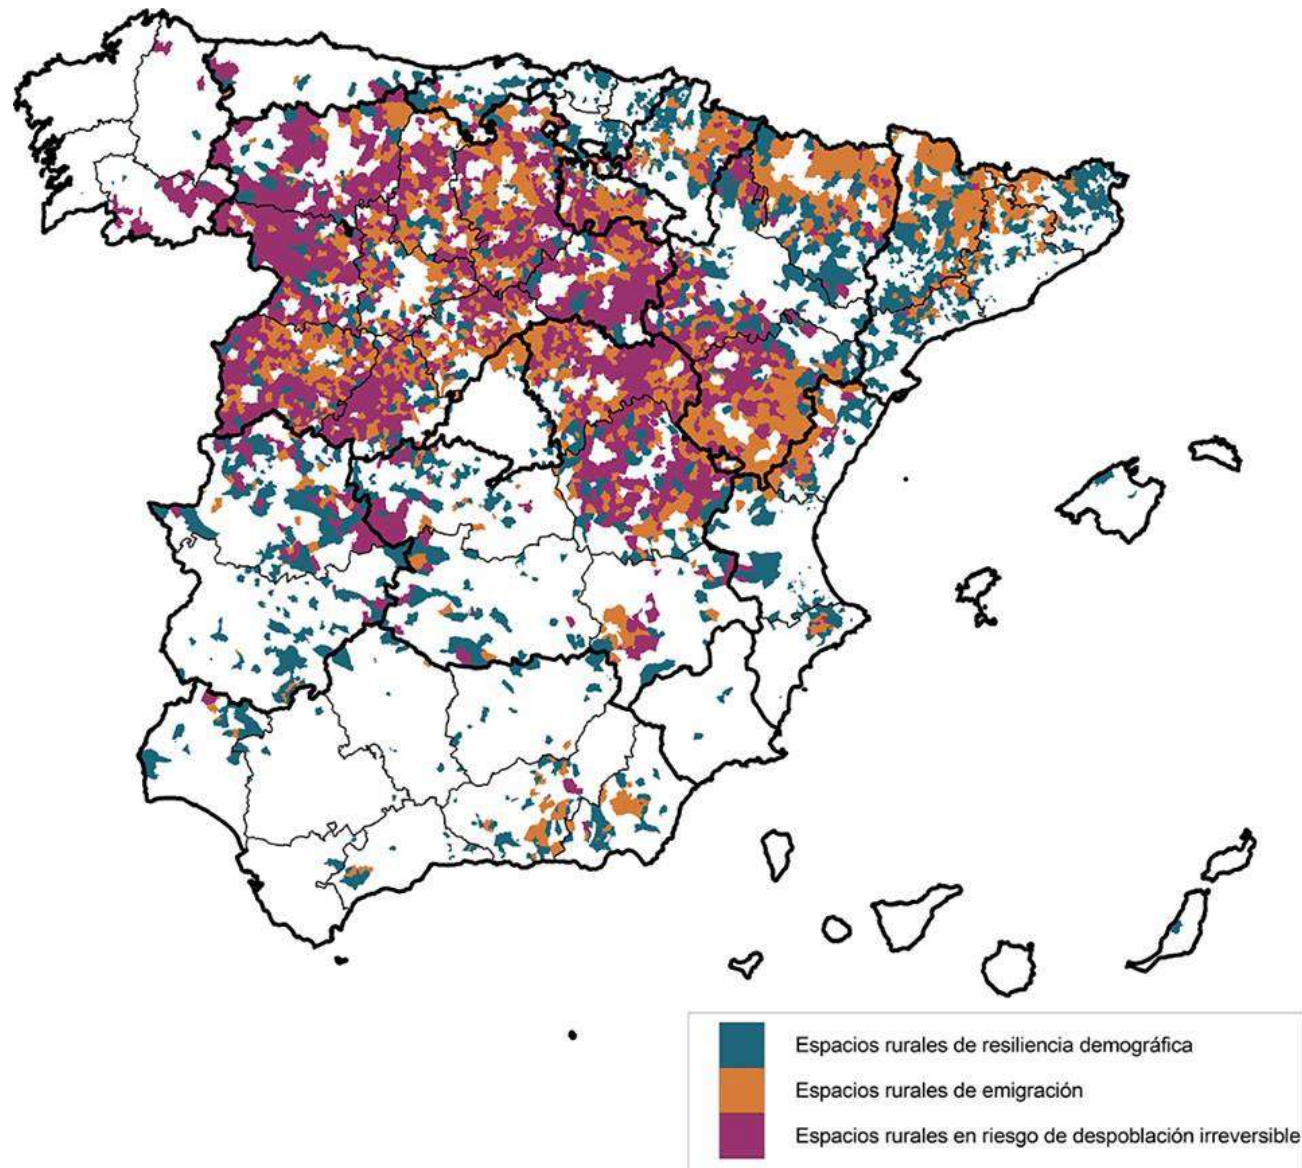 Espacios rurales de resiliencia demográfica
Espacios rurales de emigración
Espacios rurales en riesgo de despoblación irreversible